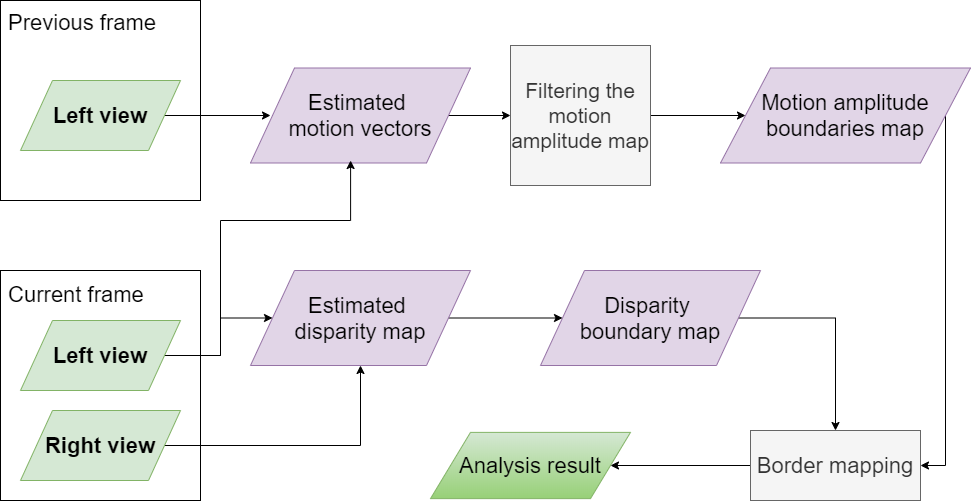 Previous frame
Left view
Estimated
motion vectors
Filtering the
motion
amplitude map
Motion amplitude
boundaries map
Current frame
Left view
Right view
Estimated
disparity map
Disparity
boundary map
Analysis result
Border mapping